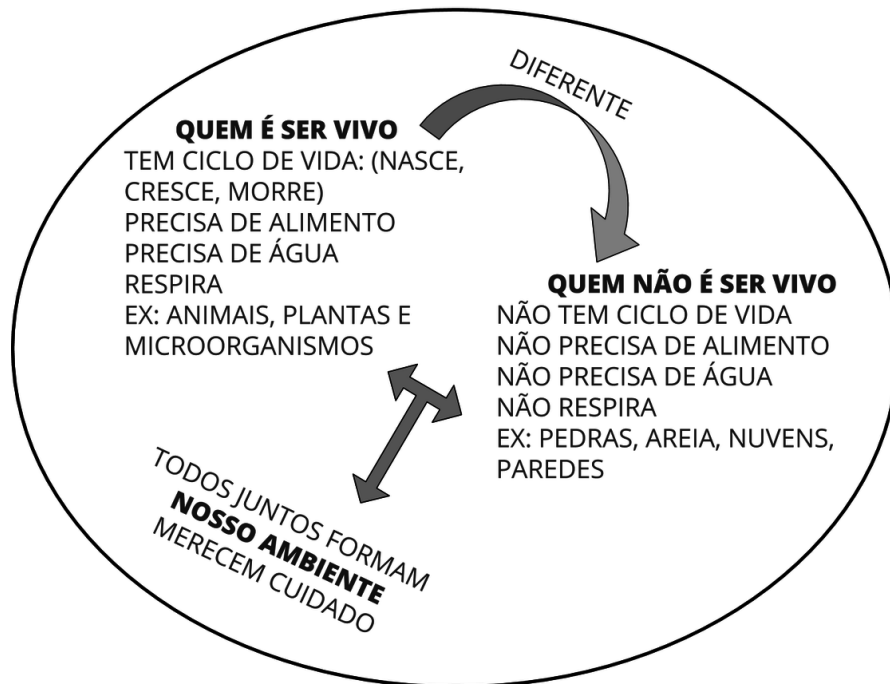 DIFERENTE
QUEM É SER VIVO
TEM CICLO DE VIDA: (NASCE,
CRESCE, MORRE)
PRECISA DE ALIMENTO
PRECISA DE ÁGUA
RESPIRA
EX: ANIMAIS, PLANTAS E
MICROORGANISMOS
QUEM NÃO É SER VIVO
NÃO TEM CICLO DE VIDA
NÃO PRECISA DE ALIMENTO
NÃO PRECISA DE ÁGUA
NÃO RESPIRA
EX: PEDRAS, AREIA, NUVENS,
PAREDES
TODOS JUNTOS FORMAM
NOSSO AMBIENTE
MERECEM CUIDADO